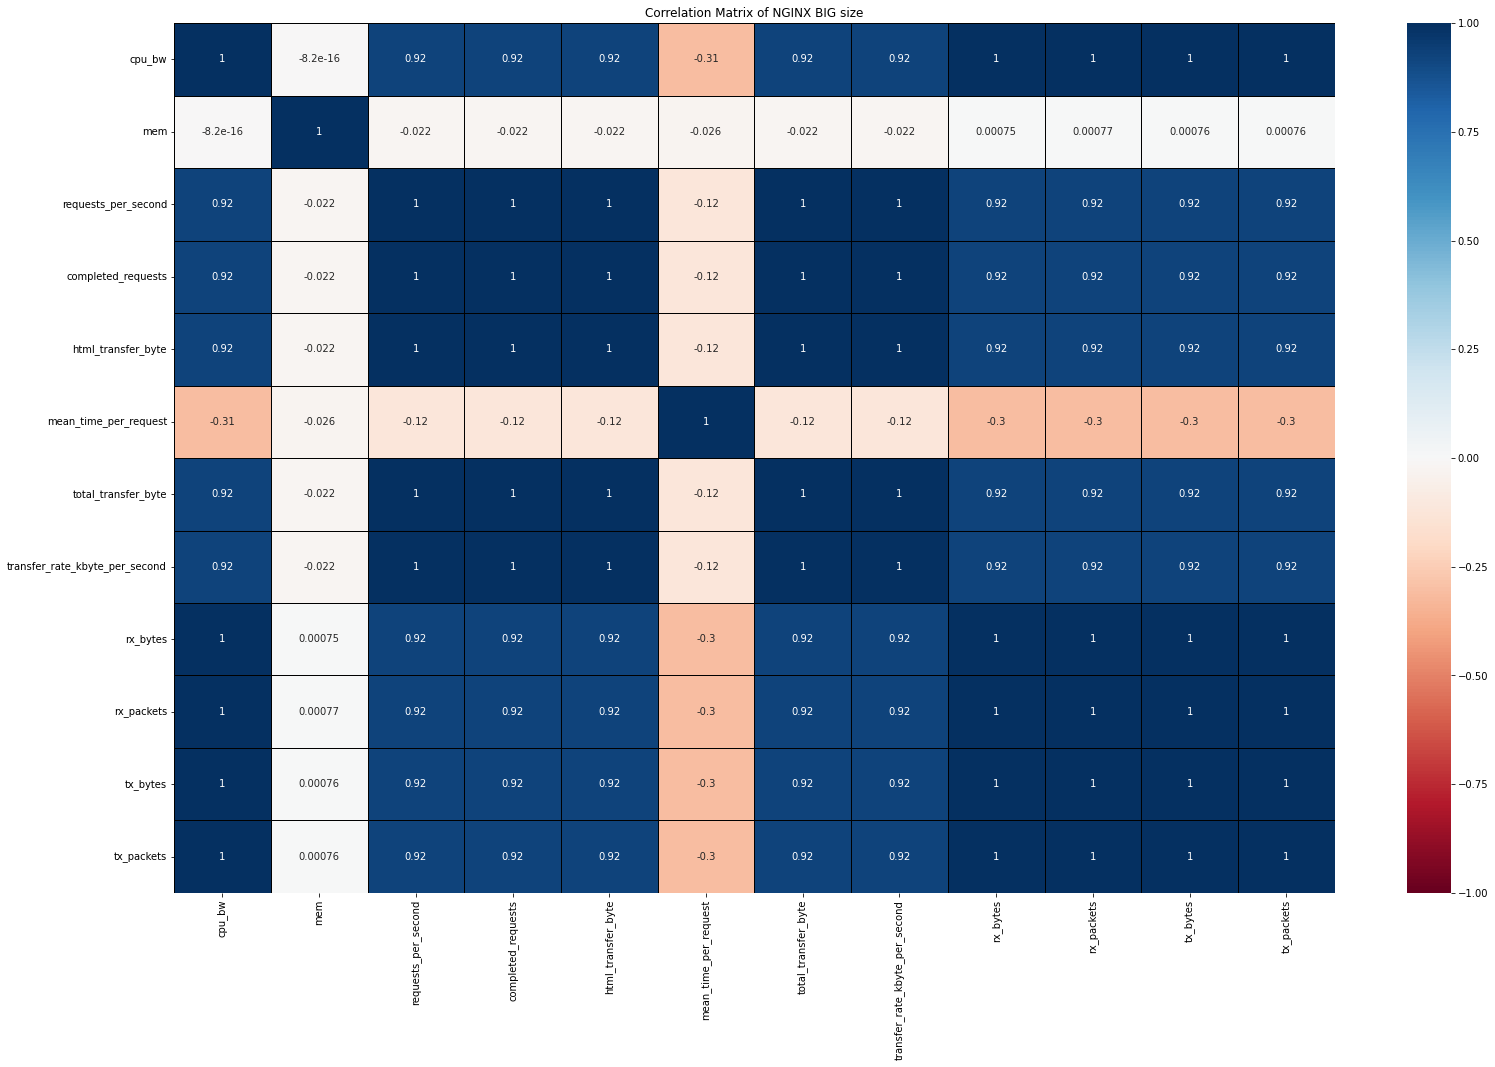 Correlation Matrix of NGINX BIG size
cpu_bw 1 -8.2e-16 0.92 0.92 0.92 -0.31 0.92 0.92 1 1 1 1
mem -8.2e-16 1 -0.022 -0.022 -0.022 -0.026 -0.022 -0.022 0.00075 0.00077 0.00076 0.00076
requests_per_second 0.92 -0.022 1 1 1 -0.12 1 1 0.92 0.92 0.92 0.92
completed_requests 0.92 -0.022 1 1 1 -0.12 1 1 0.92 0.92 0.92 0.92
html_transfer_byte 0.92 -0.022 1 1 1 -0.12 1 1 0.92 0.92 0.92 0.92
mean_time_per_request -0.31 -0.026 -0.12 -0.12 -0.12 1 -0.12 -0.12 -0.3 -0.3 -0.3 -0.3
total_transfer_byte 0.92 -0.022 1 1 1 -0.12 1 1 0.92 0.92 0.92 0.92
transfer_rate_kbyte_per_second 0.92 -0.022 1 1 1 -0.12 1 1 0.92 0.92 0.92 0.92
rx_bytes 1 0.00075 0.92 0.92 0.92 -0.3 0.92 0.92 1 1 1 1
rx_packets 1 0.00077 0.92 0.92 0.92 -0.3 0.92 0.92 1 1 1 1
tx_bytes 1 0.00076 0.92 0.92 0.92 -0.3 0.92 0.92 1 1 1 1
tx_packets 1 0.00076 0.92 0.92 0.92 -0.3 0.92 0.92 1 1 1 1
cpu_bw
mem
requests_per_second
completed_requests
html_transfer_byte
mean_time_per_request
total_transfer_byte
transfer_rate_kbyte_per_second
rx_bytes
rx_packets
tx_bytes
tx_packets
1.00
0.75
0.50
0.25
0.00
−0.25
−0.50
−0.75
−1.00